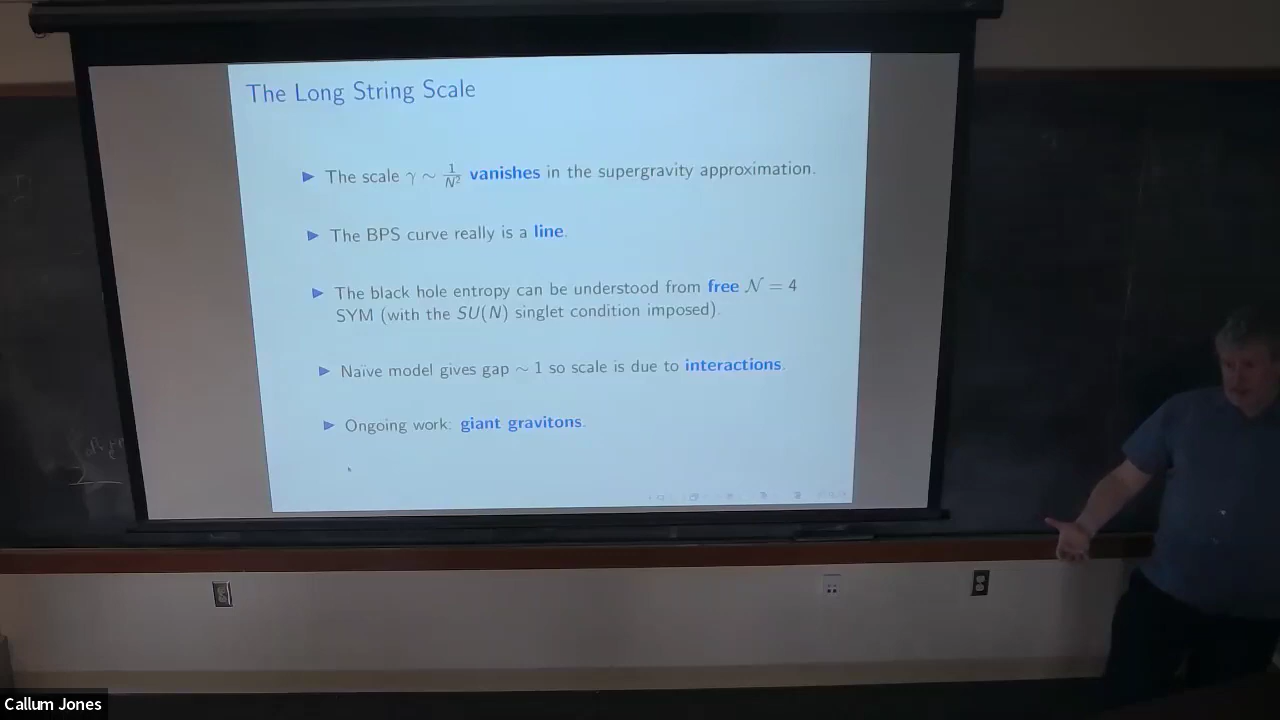 The Long String Scale
▶ The scale γ ∼ 1/N² vanishes in the supergravity approximation.
▶ The BPS curve really is a line.
▶ The black hole entropy can be understood from free 𝒩 = 4
SYM (with the SU(N) singlet condition imposed).
▶ Naïve model gives gap ∼ 1 so scale is due to interactions.
▶ Ongoing work: giant gravitons.
Callum Jones